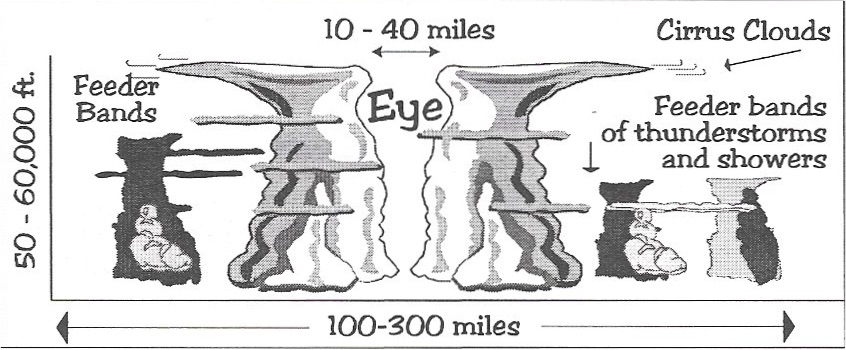 10 - 40 miles
Cirrus Clouds
Feeder
Bands
Eye
Feeder bands
of thunderstorms
and showers
50 - 60,000 ft.
100-300 miles